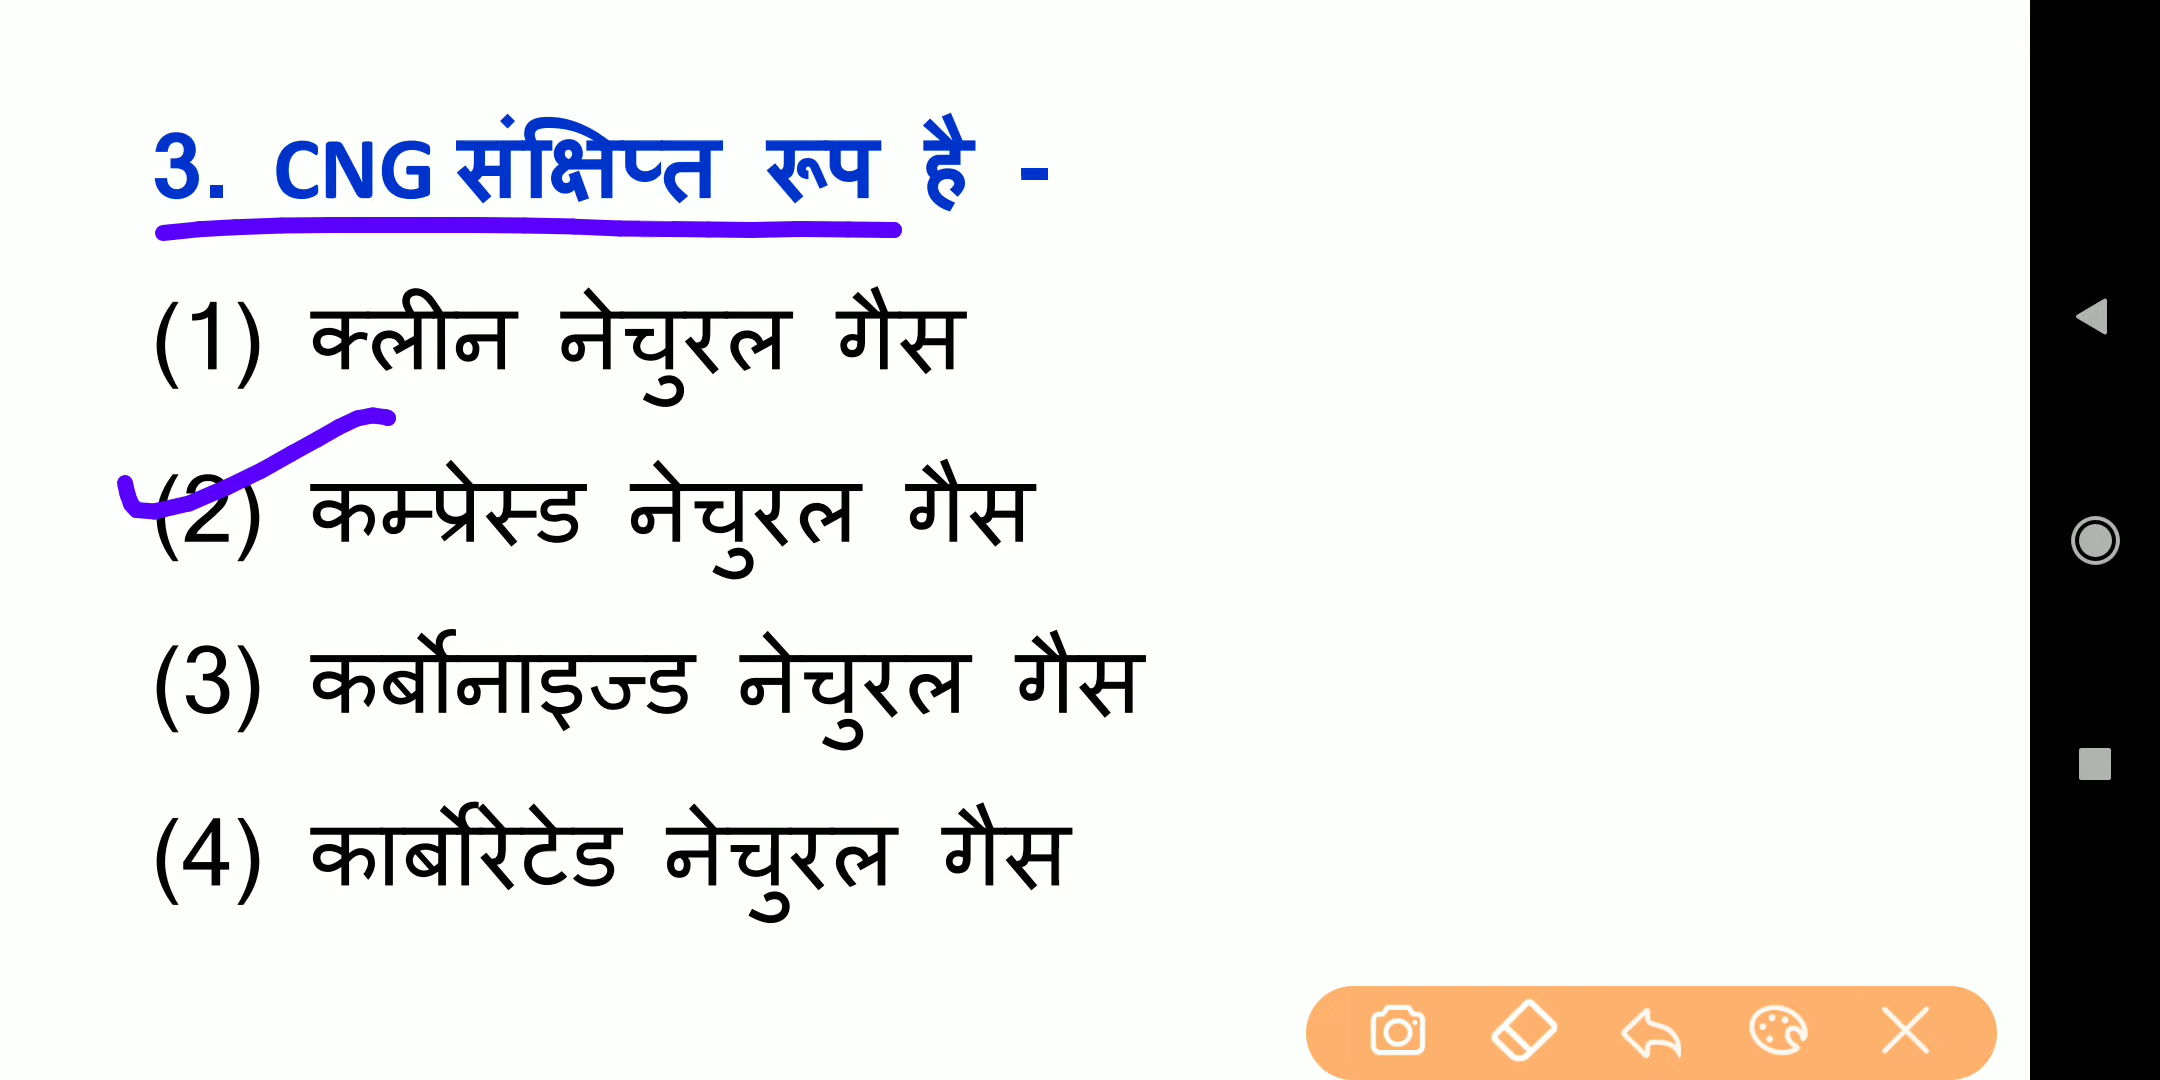 3. CNG संक्षिप्त रूप है -
(1) क्लीन नेचुरल गैस
(2) कम्प्रेस्ड नेचुरल गैस
(3) कर्बोनाइज्ड नेचुरल गैस
(4) कार्बोरेटेड नेचुरल गैस